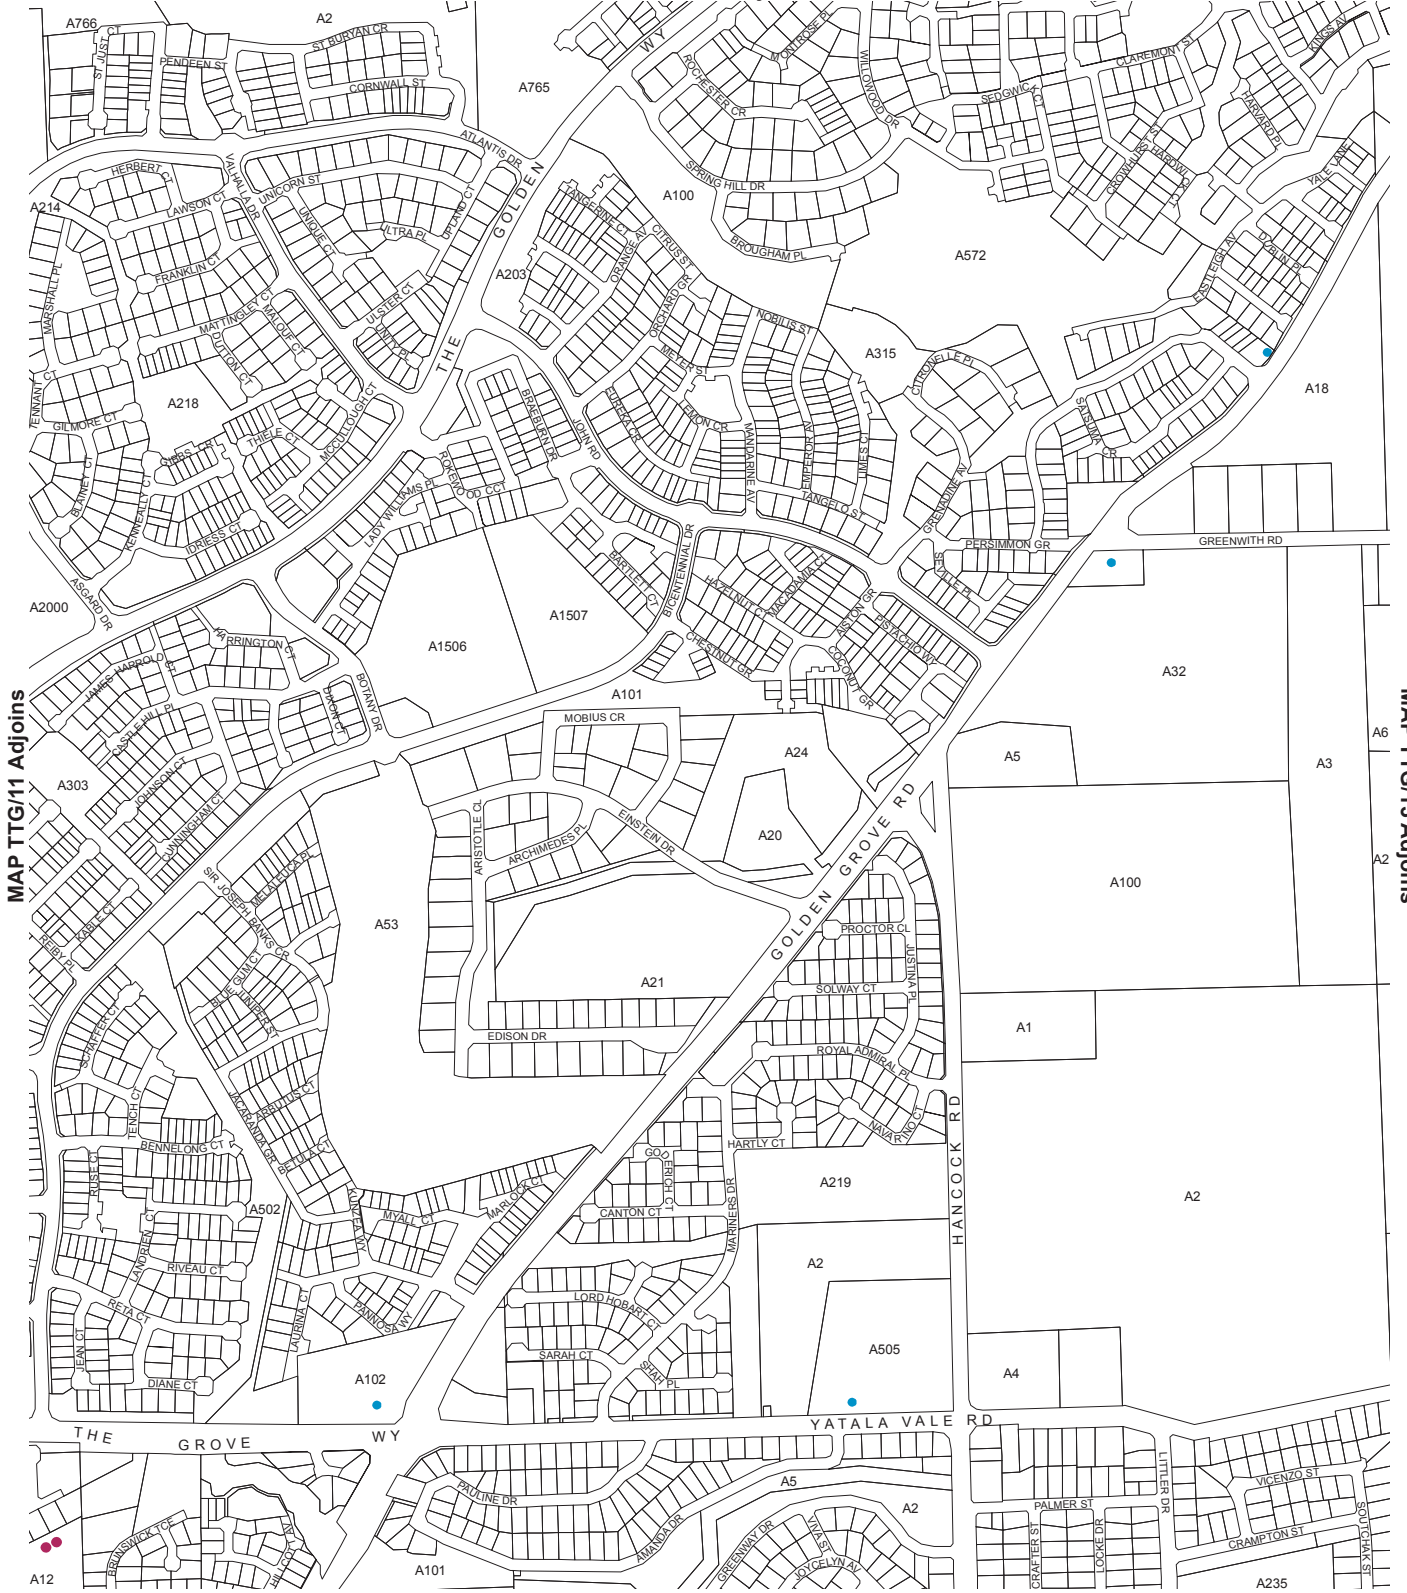 A766
A2
ST BURYAN CR
ST JUST CT
PENDEEN ST
CORNWALL ST
A765
WY
ROCHESTER CR
MONTROSE PL
WILLOWOOD DR
SEDGWICK CT
CLAREMONT ST
KINGS AV
HARVARD PL
YALE VANE
CROWHURST ST
HARDWICK CT
ATLANTIS DR
HERBERT CT
LAWSON CT
VALHALLA DR
UNICORN ST
UNIQUE CT
ULTRA PL
UPLAND CT
A214
GOLDEN
SPRING HILL DR
A100
BROUGHAM PL
A572
TANGERINE CT
ORANGE AV
CITRUS ST
A203
ORCHARD GR
EASTLEIGH AV
DUBLIN PL
MARSHALL PL
FRANKLIN CT
MATTINGLEY CT
MALOUF CT
DUTTON CT
ULSTER CT
UNITY PL
THE
NOBILIS ST
MEYER ST
A315
CITRONELLE PL
A18
TENNANT CT
GILMORE CT
A218
GIBBS CR
THIELE CT
MCCULLOUGH CT
BRAEBURN DR
JOHN RD
EUREKA CR
EMON CR
MANDARINE AV
EMPEROR AV
LIMES CT
TANGELO ST
SATSUMA CR
GRENADINE AV
BLAINEY CT
KENNEALLY CT
IDRIESS CT
LADY WILLIAMS PL
ROKEWOOD CCT
PERSIMMON GR
SEVILLE PL
GREENWITH RD
ASGARD DR
A2000
BARTLETT CT
BICENTENNIAL DR
HAZELNUT CT
MACADAMIA CT
AISTON GR
PISTACHIO WY
CHESTNUT GR
COCONUT GR
A1507
A1506
HARRINGTON CT
JAMES HARROLD CT
CASTLE HILL PL
DIXON CT
BOTANY DR
A101
MOBIUS CR
A32
A24
A5
A3
A6
MAP TTG/11 Adjoins
A303
JOHNSON CT
CUNNINGHAM CT
ARISTOTLE CL
ARCHIMEDES PL
EINSTEIN DR
A20
GOLDEN GROVE RD
A2
A100
SIR JOSEPH BANKS CR
MELALEUCA PL
KABLE CT
REIBY PL
A53
PROCTOR CL
JUSTINA PL
SOLWAY CT
A21
BLUE GUM CT
JUNIPER ST
SCHAFFER CT
EDISON DR
A1
ROYAL ADMIRAL PL
ARBUTUS CT
JACARANDA GR
BETULA CT
TENCH CT
BENNELONG CT
RUSE CT
HANCOCK RD
NAVARINO CT
HARTLY CT
GODERICH CT
A219
A2
A502
KUNZEA WY
MYALL CT
MARLOCK CT
CANTON CT
MARINERS DR
LANDRIEN CT
RIVEAU CT
A2
RETA CT
LAURINA CT
PANNOSA WY
LORD HOBART CT
JEAN CT
SARAH CT
SHAH PL
A505
A4
DIANE CT
A102
THE GROVE WY
YATALA VALE RD
PAULINE DR
A5
LITTLER DR
VICENZO ST
PALMER ST
A2
AMANDA DR
GREENWAY DR
VIVA ST
JOYCELYN AV
CRAFTER ST
LOCKE DR
CRAMPTON ST
SOUTHAK ST
BRUNSWICK TCE
HILLCOT AV
A12
A101
A235